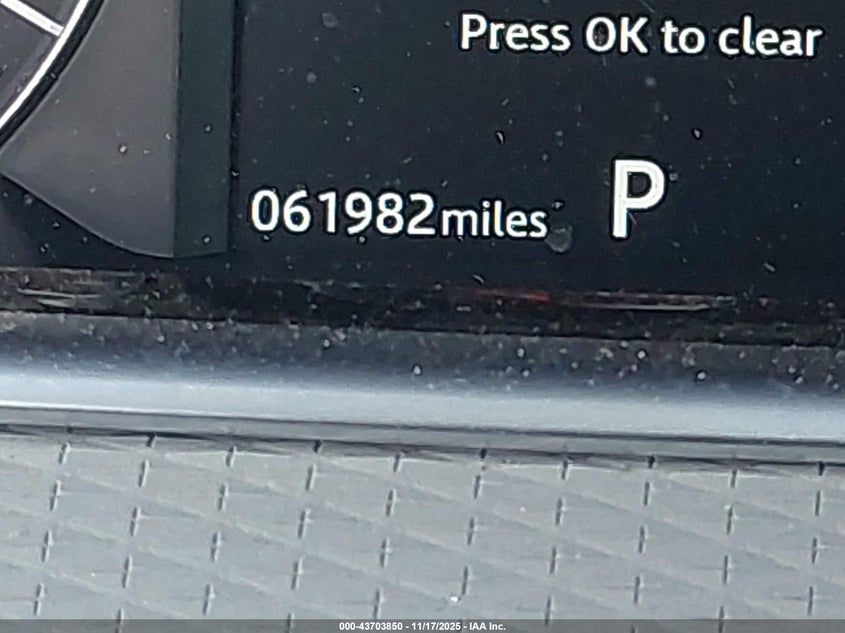 Press OK to clear
061982miles P
000-43703850 - 11/17/2025 - IAA Inc.